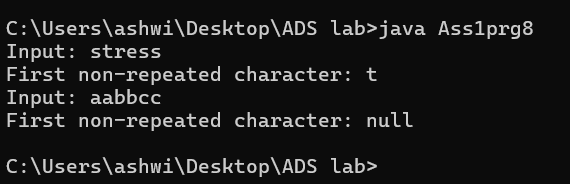 C:\Users\ashwi\Desktop\ADS lab>java Ass1prg8
Input: stress
First non-repeated character: t
Input: aabbcc
First non-repeated character: null
C:\Users\ashwi\Desktop\ADS lab>